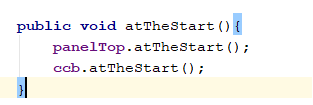 public void atTheStart(){
    panelTop.atTheStart();
    ccb.atTheStart();
}